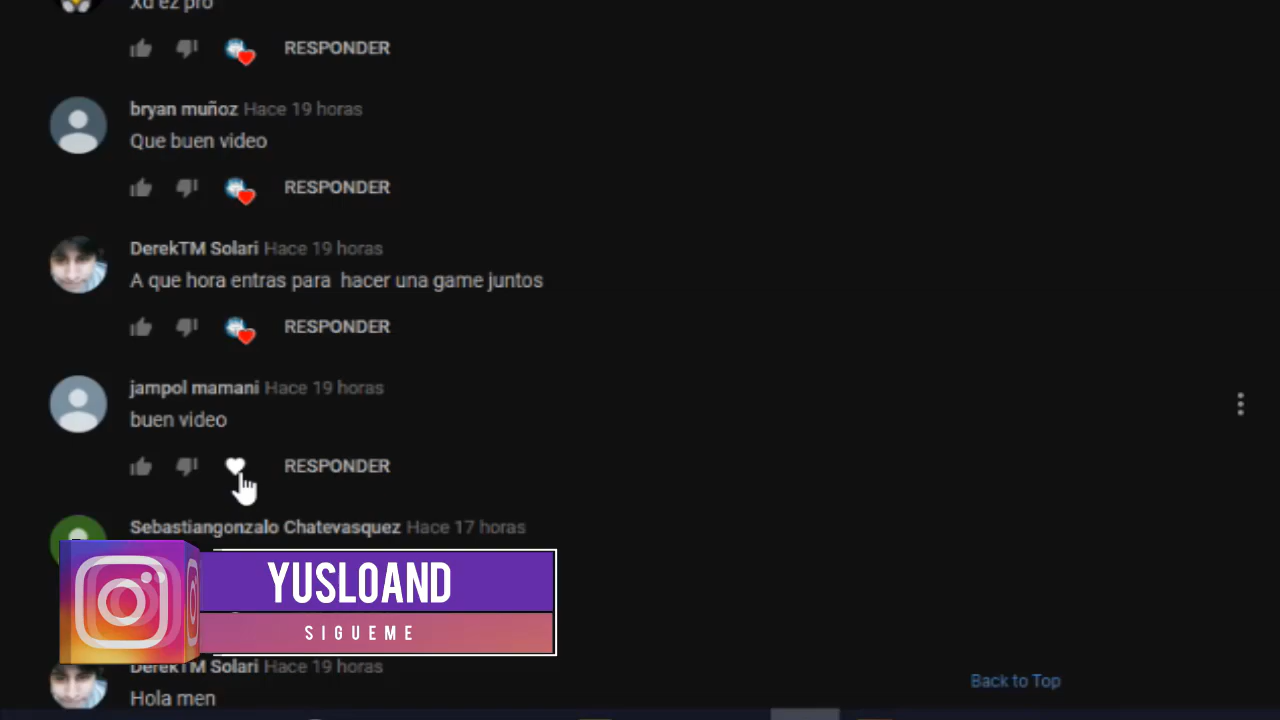 Xd ez pro
RESPONDER
bryan muñoz Hace 19 horas
Que buen video
RESPONDER
DerekTM Solari Hace 19 horas
A que hora entras para hacer una game juntos
RESPONDER
jampol mamani Hace 19 horas
buen video
RESPONDER
Sebastiangonzalo Chatevasquez Hace 17 horas
YUSLOAND
SIGUEME
DerekTM Solari Hace 19 horas
Hola men
Back to Top